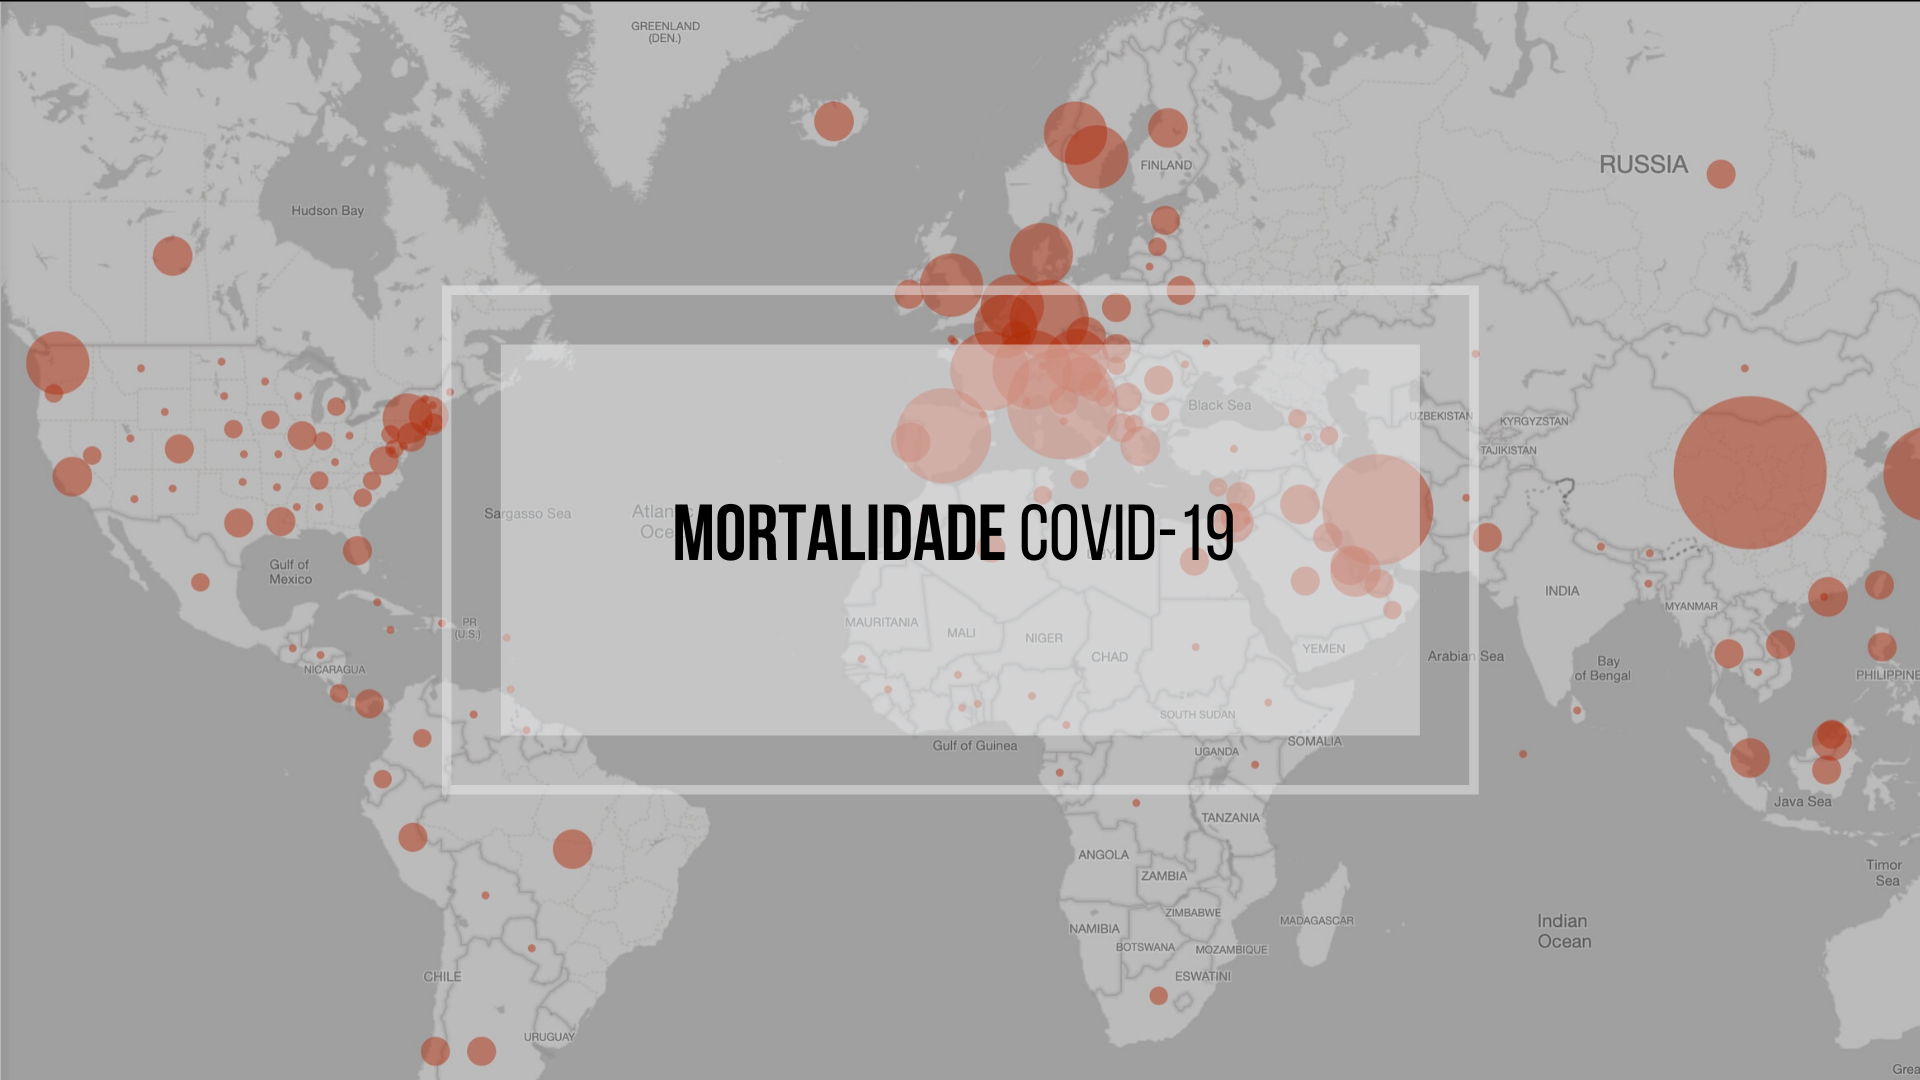 GREENLAND
(DEN.)
FINLAND
RUSSIA
Hudson Bay
Black Sea
UZBEKISTAN
KYRGYZSTAN
TAJIKISTAN
Sargasso Sea
MORTALIDADE COVID-19
Gulf of
Mexico
INDIA
MYANMAR
PR
(U.S.)
MAURITANIA
MALI
NIGER
CHAD
YEMEN
Arabian Sea
Bay
of Bengal
NICARAGUA
PHILIPPINE
SOUTH SUDAN
Gulf of Guinea
UGANDA
SOMALIA
Java Sea
TANZANIA
ANGOLA
ZAMBIA
Timor
Sea
ZIMBABWE
NAMIBIA
MADAGASCAR
Indian
Ocean
BOTSWANA
MOZAMBIQUE
CHILE
ESWATINI
URUGUAY
Grea